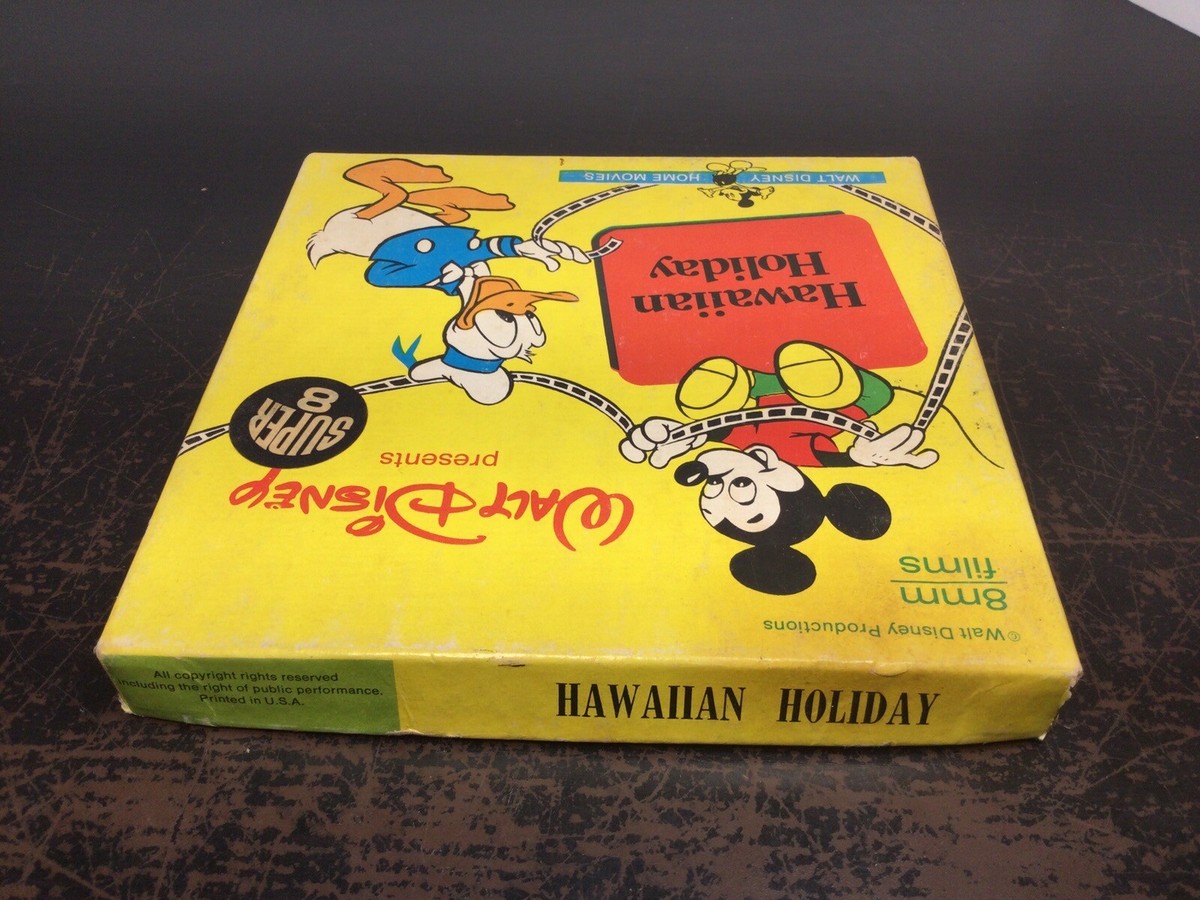 © Walt Disney Productions
8mm
films
WALT DISNEY
presents
SUPER
8
Hawaiian
Holiday
WALT DISNEY HOME MOVIES
All copyright rights reserved
including the right of public performance.
Printed in U.S.A.
HAWAIIAN HOLIDAY